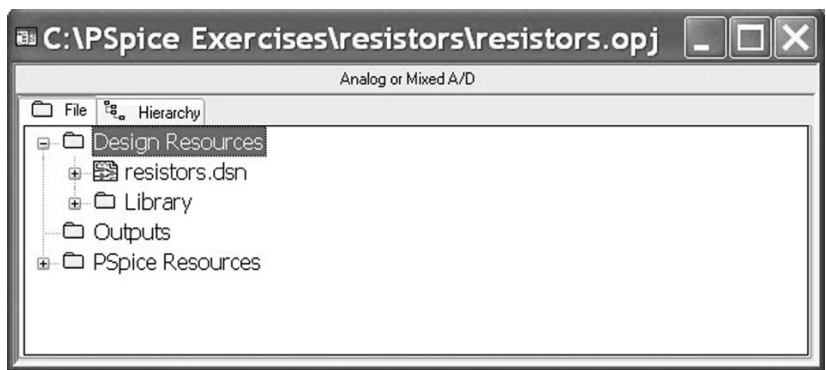 C:\PSpice Exercises\resistors\resistors.opj
Analog or Mixed A/D
File Hierarchy
Design Resources
resistors.dsn
Library
Outputs
PSpice Resources